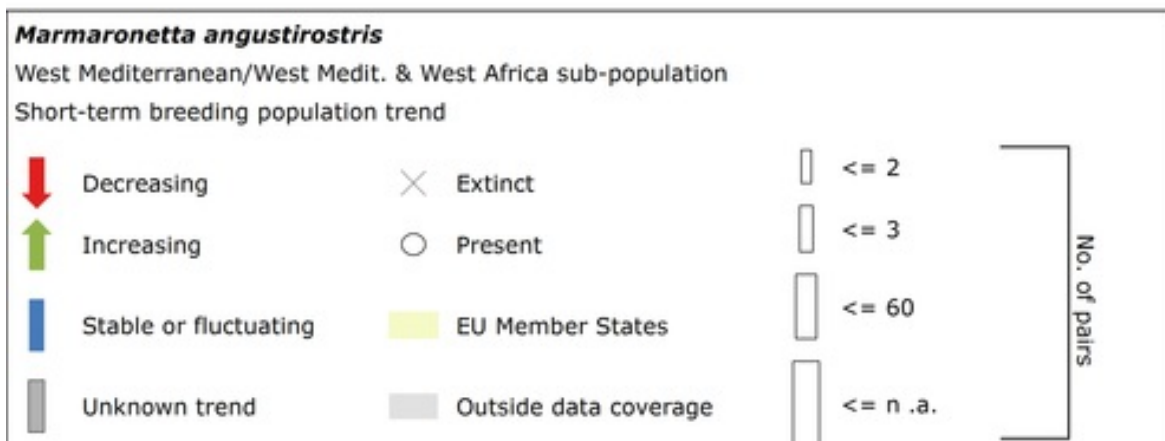 Marmaronetta angustirostris
West Mediterranean/West Medit. & West Africa sub-population
Short-term breeding population trend
Decreasing
Extinct
<= 2
Increasing
Present
<= 3
Stable or fluctuating
EU Member States
<= 60
Unknown trend
Outside data coverage
<= n .a.
No. of pairs